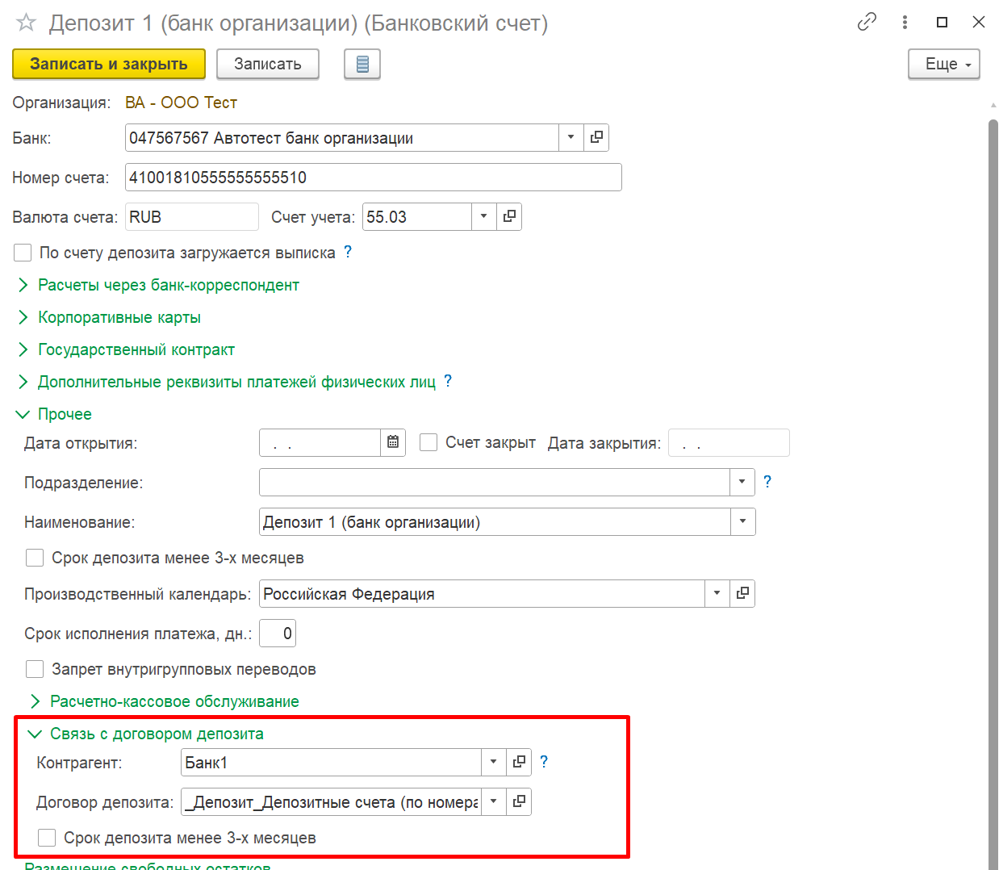 Депозит 1 (банк организации) (Банковский счет)
Записать и закрыть Записать Еще
Организация: ВА - ООО Тест
Банк: 047567567 Автотест банк организации
Номер счета: 41001810555555555510
Валюта счета: RUB Счет учета: 55.03
По счету депозита загружается выписка ?
Расчеты через банк-корреспондент
Корпоративные карты
Государственный контракт
Дополнительные реквизиты платежей физических лиц ?
Прочее
Дата открытия: . . Счет закрыт Дата закрытия: . .
Подразделение: ?
Наименование: Депозит 1 (банк организации)
Срок депозита менее 3-х месяцев
Производственный календарь: Российская Федерация
Срок исполнения платежа, дн.: 0
Запрет внутригрупповых переводов
Расчетно-кассовое обслуживание
Связь с договором депозита
Контрагент: Банк1 ?
Договор депозита: _Депозит_Депозитные счета (по номера
Срок депозита менее 3-х месяцев
Размещение свободных остатков